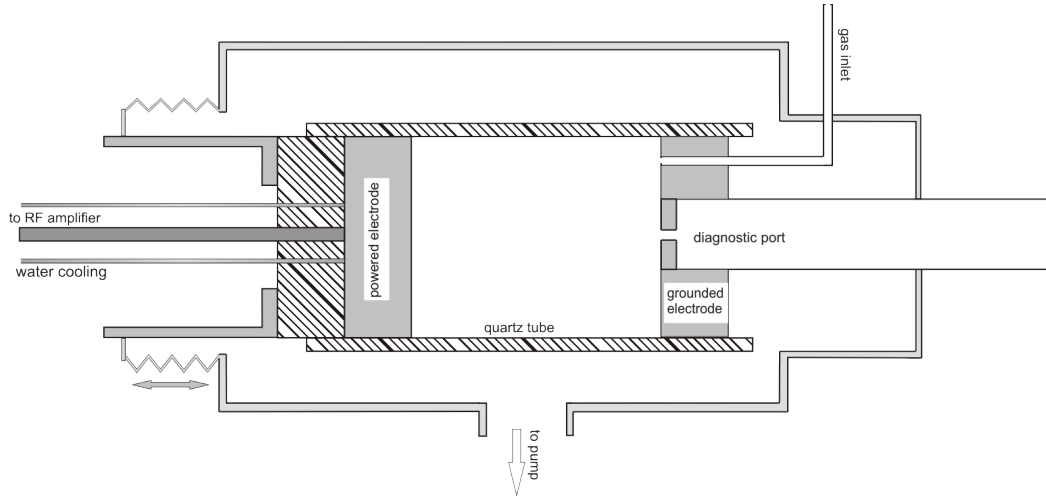 gas inlet
to RF amplifier
water cooling
powered electrode
diagnostic port
grounded
electrode
quartz tube
to pump